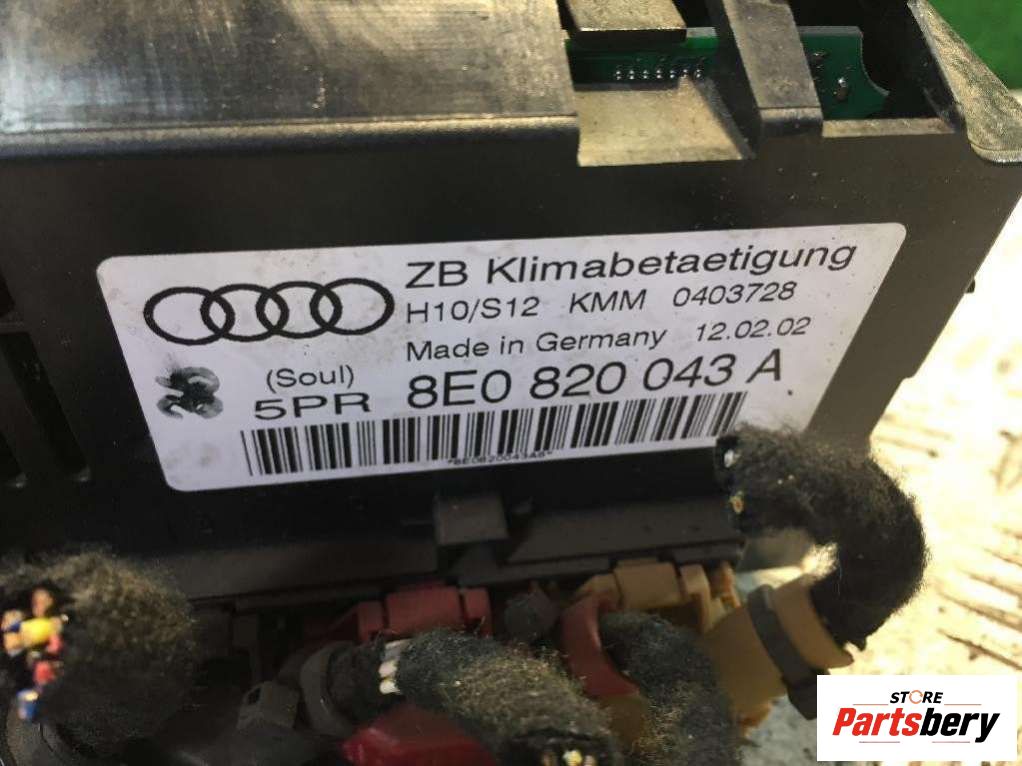 ZB Klimabetaetigung
H10/S12 KMM 0403728
Made in Germany 12.02.02
(Soul)
5PR 8E0 820 043 A
*8E0820043A8*
STORE
Partsbery